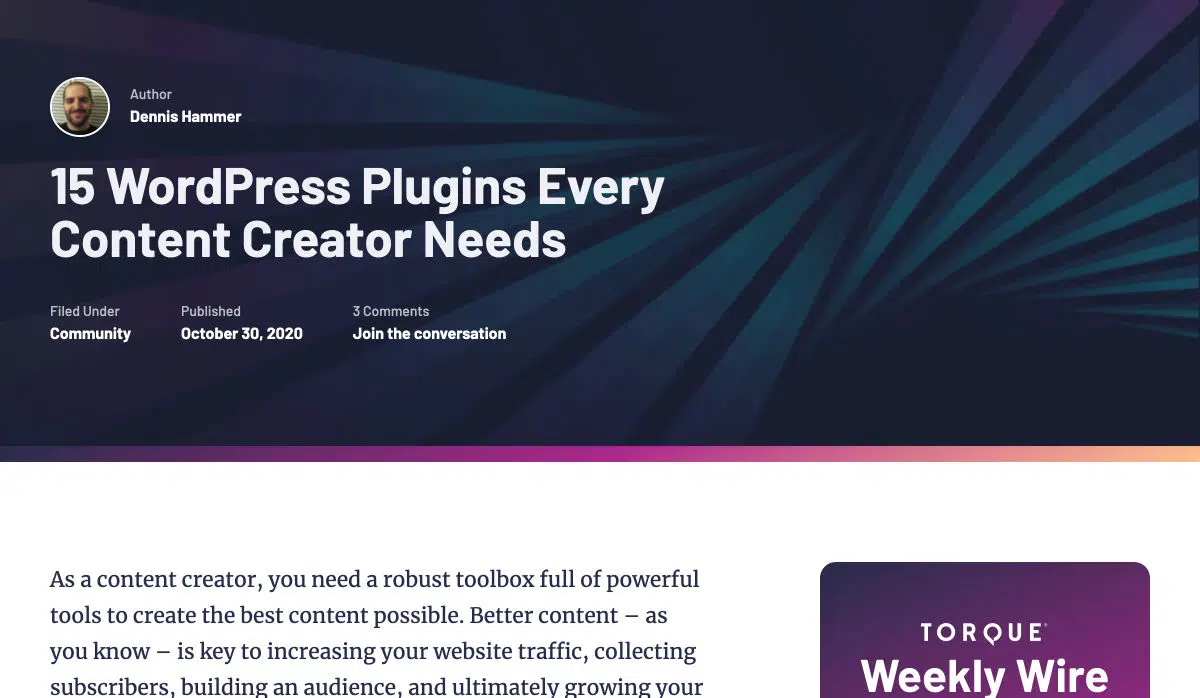 Author
Dennis Hammer
15 WordPress Plugins Every
Content Creator Needs
Filed Under
Community
Published
October 30, 2020
3 Comments
Join the conversation
As a content creator, you need a robust toolbox full of powerful
tools to create the best content possible. Better content – as
you know – is key to increasing your website traffic, collecting
subscribers, building an audience, and ultimately growing your
TORQUE
Weekly Wire